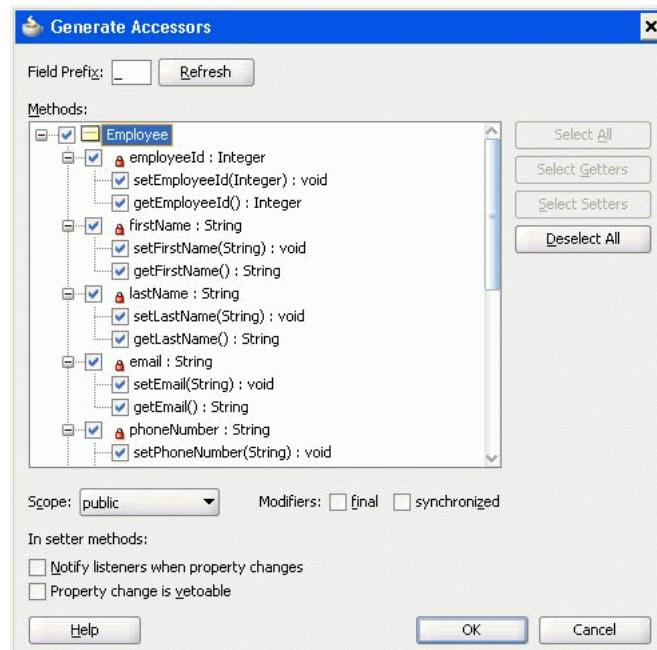 Generate Accessors
Field Prefix: _ Refresh
Methods:
Employee
employeeId : Integer
setEmployeeId(Integer) : void
getEmployeeId() : Integer
firstName : String
setFirstName(String) : void
getFirstName() : String
lastName : String
setLastName(String) : void
getLastName() : String
email : String
setEmail(String) : void
getEmail() : String
phoneNumber : String
setPhoneNumber(String) : void
Select All
Select Getters
Select Setters
Deselect All
Scope: public Modifiers: final synchronized
In setter methods:
Notify listeners when property changes
Property change is vetoable
Help OK Cancel